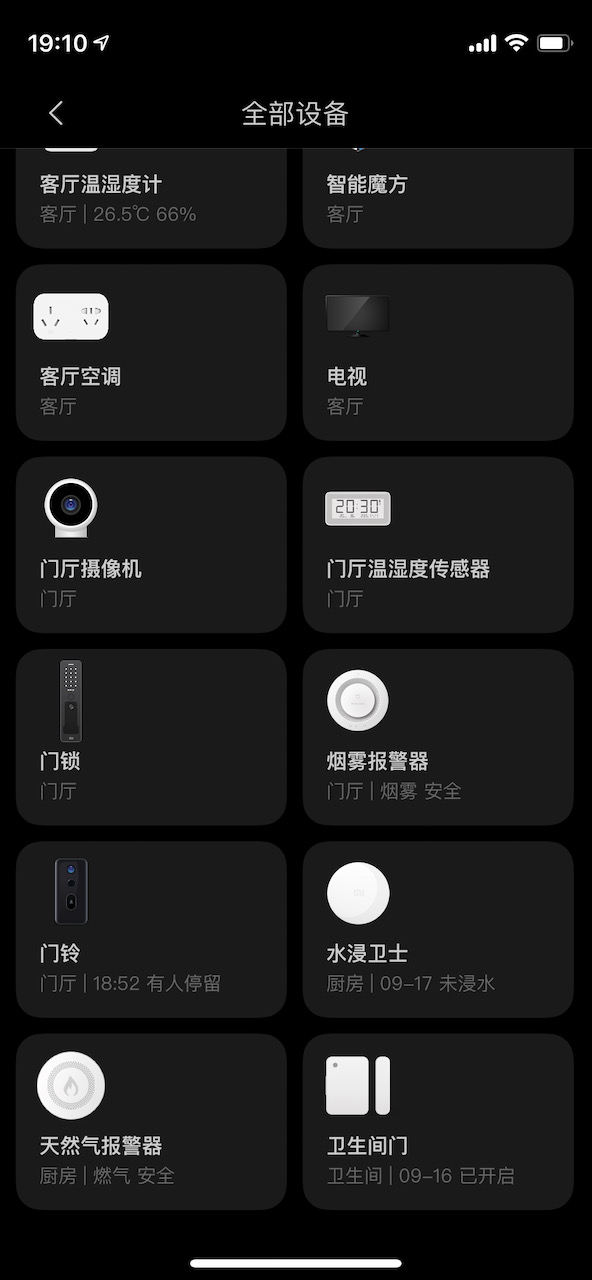 19:10
全部设备
客厅温湿度计
客厅 | 26.5℃ 66%
智能魔方
客厅
客厅空调
客厅
电视
客厅
门厅摄像机
门厅
20:30
门厅温湿度传感器
门厅
门锁
门厅
烟雾报警器
门厅 | 烟雾 安全
门铃
门厅 | 18:52 有人停留
mi
水浸卫士
厨房 | 09-17 未浸水
天然气报警器
厨房 | 燃气 安全
卫生间门
卫生间 | 09-16 已开启